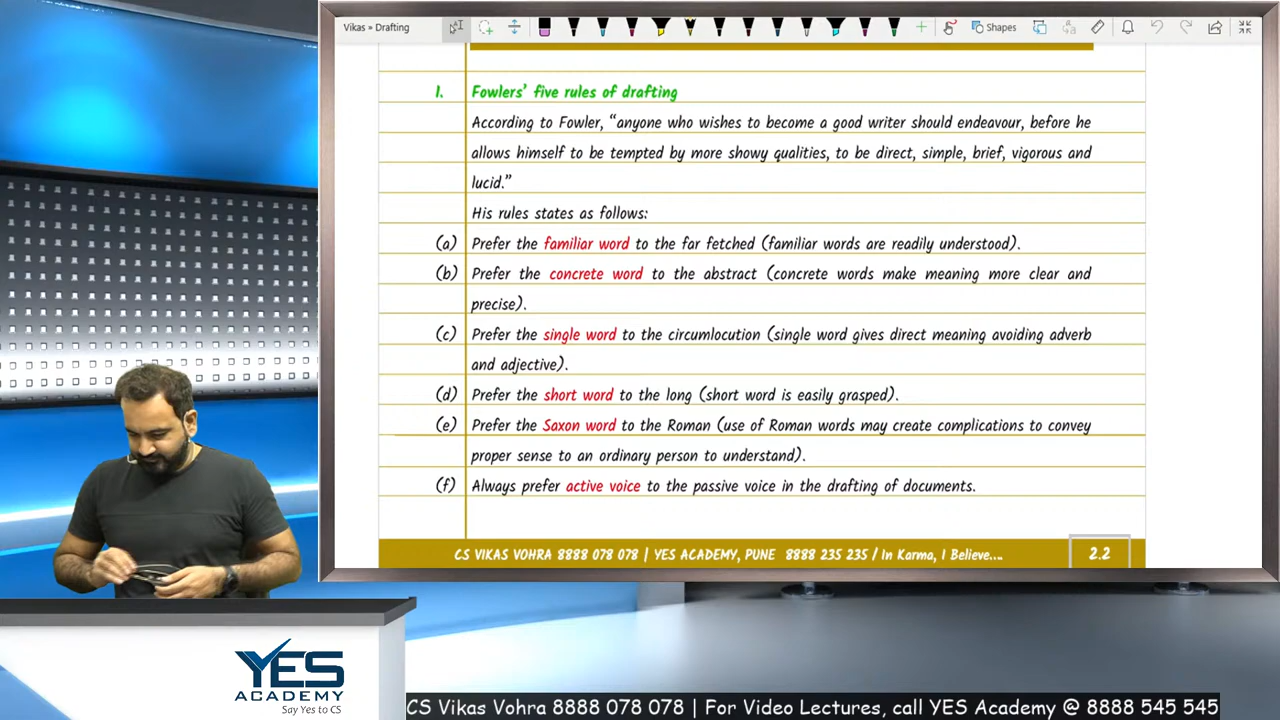 Vikas » Drafting
Shapes
I. Fowlers' five rules of drafting
According to Fowler, “anyone who wishes to become a good writer should endeavour, before he
allows himself to be tempted by more showy qualities, to be direct, simple, brief, vigorous and
lucid.”
His rules states as follows:
(a) Prefer the familiar word to the far fetched (familiar words are readily understood).
(b) Prefer the concrete word to the abstract (concrete words make meaning more clear and
precise).
(c) Prefer the single word to the circumlocution (single word gives direct meaning avoiding adverb
and adjective).
(d) Prefer the short word to the long (short word is easily grasped).
(e) Prefer the Saxon word to the Roman (use of Roman words may create complications to convey
proper sense to an ordinary person to understand).
(f) Always prefer active voice to the passive voice in the drafting of documents.
CS VIKAS VOHRA 8888 078 078 | YES ACADEMY, PUNE 8888 235 235 / In Karma, I Believe....
2.2
YES
ACADEMY
Say Yes to CS
CS Vikas Vohra 8888 078 078 | For Video Lectures, call YES Academy @ 8888 545 545